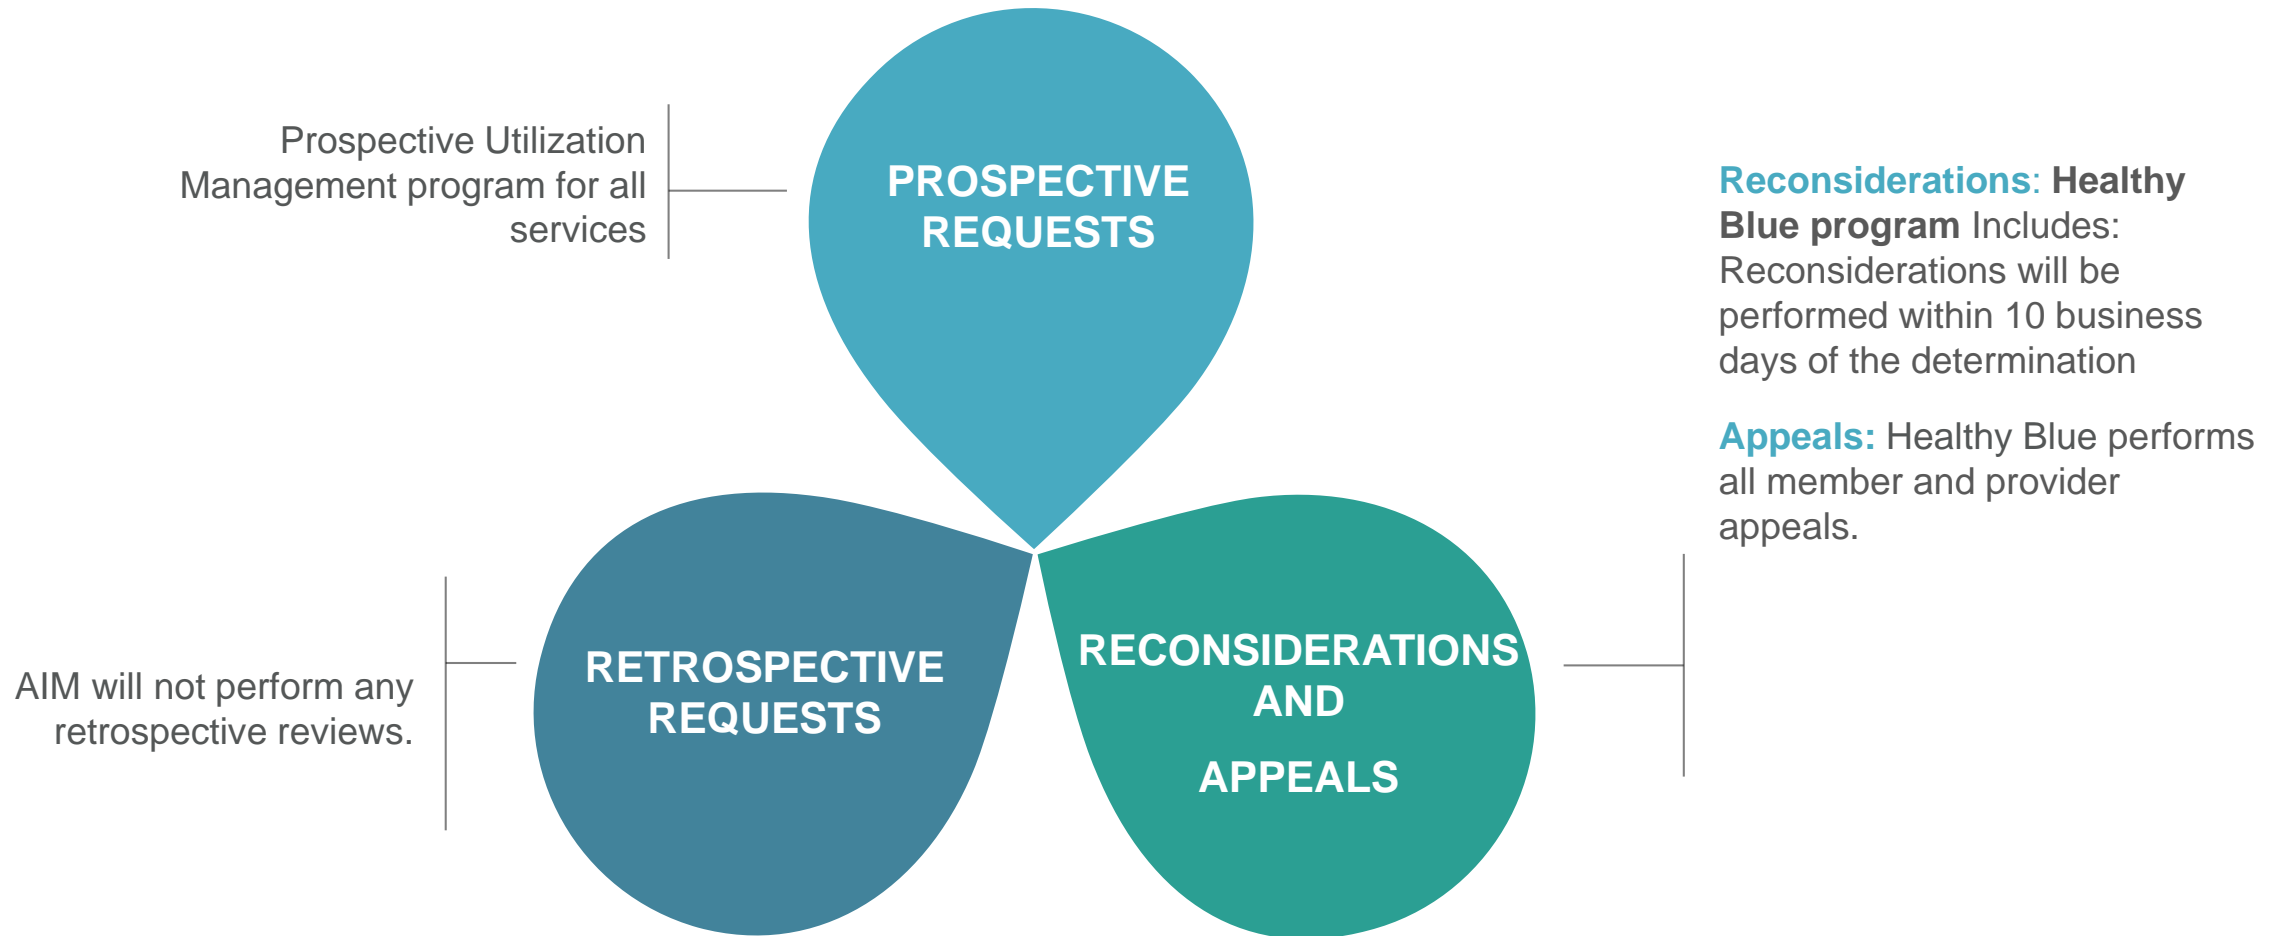 Prospective Utilization
Management program for all
services
PROSPECTIVE
REQUESTS
Reconsiderations: Healthy
Blue program Includes:
Reconsiderations will be
performed within 10 business
days of the determination
Appeals: Healthy Blue performs
all member and provider
appeals.
AIM will not perform any
retrospective reviews.
RETROSPECTIVE
REQUESTS
RECONSIDERATIONS
AND
APPEALS